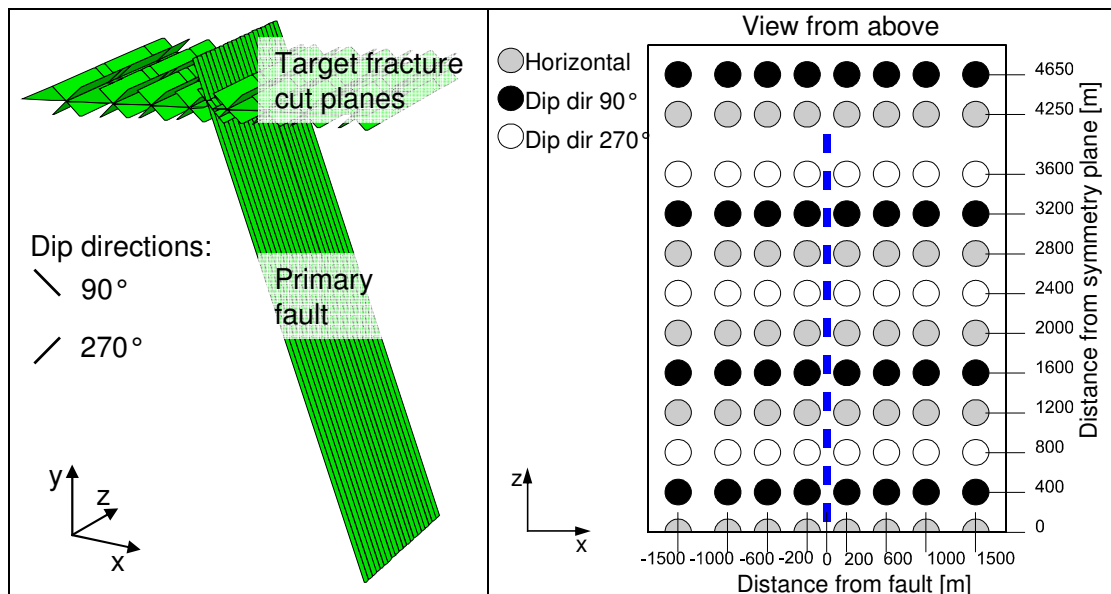 Target fracture
cut planes
Dip directions:
90°
270°
Primary
fault
y
z
x
View from above
Horizontal
Dip dir 90°
Dip dir 270°
4650
4250
3600
3200
2800
2400
2000
1600
1200
800
400
0
Distance from symmetry plane [m]
z
x
-1500 -1000 -600 -200 0 200 600 1000 1500
Distance from fault [m]